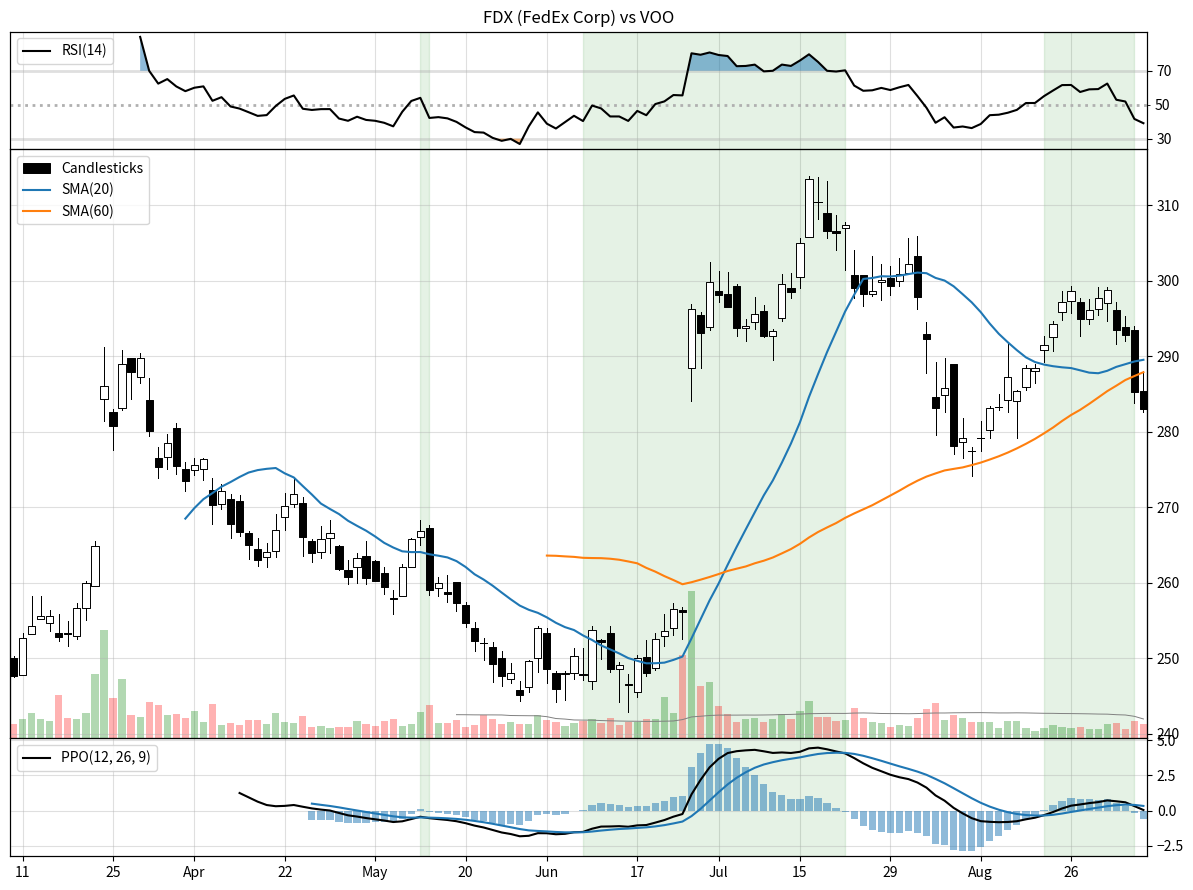 FDX (FedEx Corp) vs VOO
RSI(14)
70
50
30
Candlesticks
SMA(20)
SMA(60)
310
300
290
280
270
260
250
240
PPO(12, 26, 9)
5.0
2.5
0.0
−2.5
11 25 Apr 22 May 20 Jun 17 Jul 15 29 Aug 26